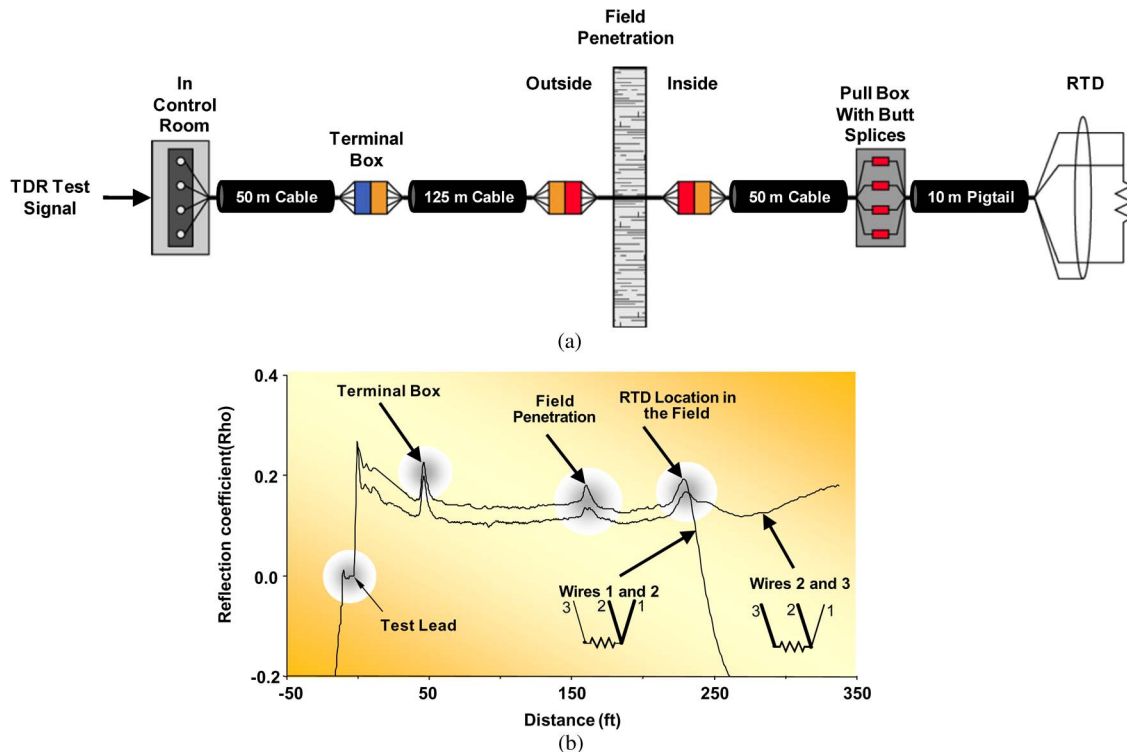 Field
Penetration
In
Control
Room
Outside
Inside
Pull Box
With Butt
Splices
RTD
Terminal
Box
TDR Test
Signal
50 m Cable
125 m Cable
50 m Cable
10 m Pigtail
(a)
0.4
0.2
0.0
-0.2
Reflection coefficient(Rho)
Terminal Box
Field
Penetration
RTD Location in
the Field
Test Lead
Wires 1 and 2
3 2 1
Wires 2 and 3
3 2 1
-50 50 150 250 350
Distance (ft)
(b)